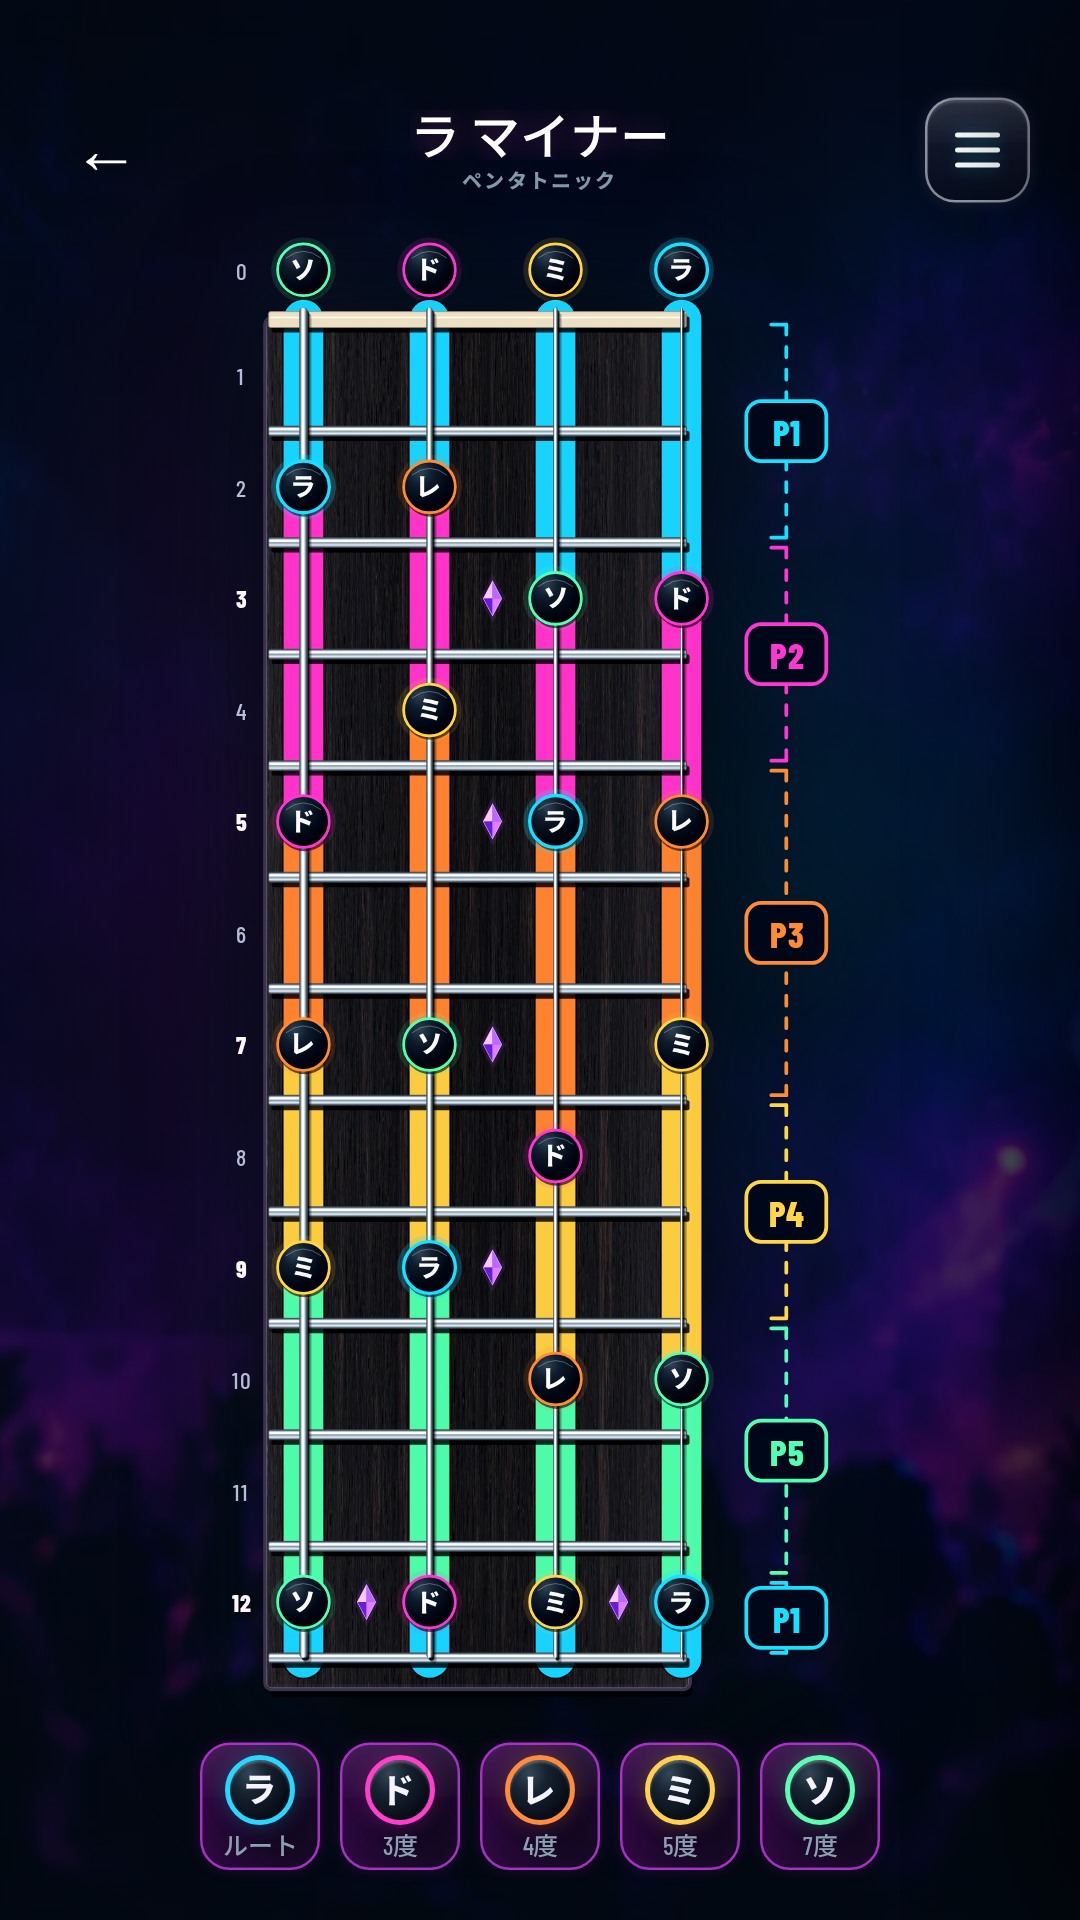 ←
ラ マイナー
ペンタトニック
0 ソ ド ミ ラ
1
P1
2 ラ レ
3 ソ ド
P2
4 ミ
5 ド ラ レ
6
P3
7 レ ソ ミ
8 ド
P4
9 ミ ラ
10 レ ソ
P5
11
12 ソ ド ミ ラ
P1
ラ ド レ ミ ソ
ルート 3度 4度 5度 7度